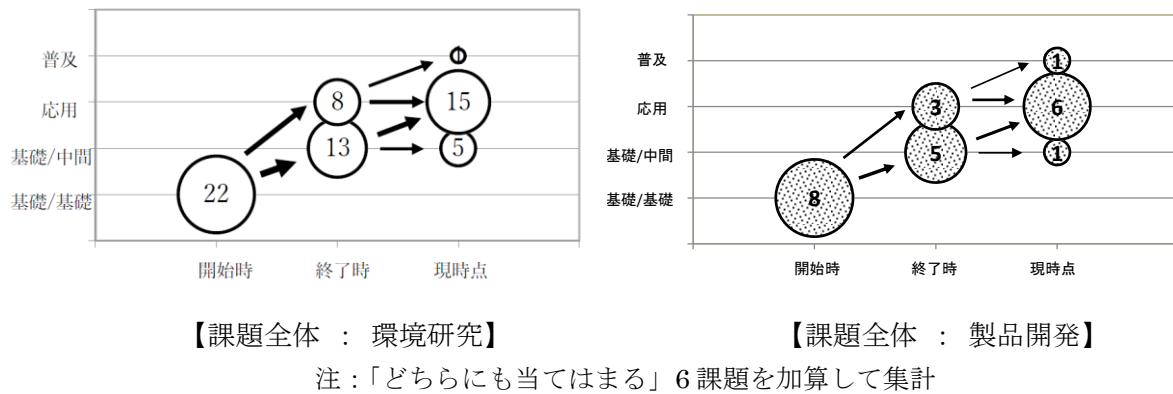 普及
応用
基礎/中間
基礎/基礎
1
8
15
13
5
22
開始時
終了時
現時点
【課題全体 : 環境研究】
普及
応用
基礎/中間
基礎/基礎
1
3
6
5
1
8
開始時
終了時
現時点
【課題全体 : 製品開発】
注:「どちらにも当てはまる」6課題を加算して集計